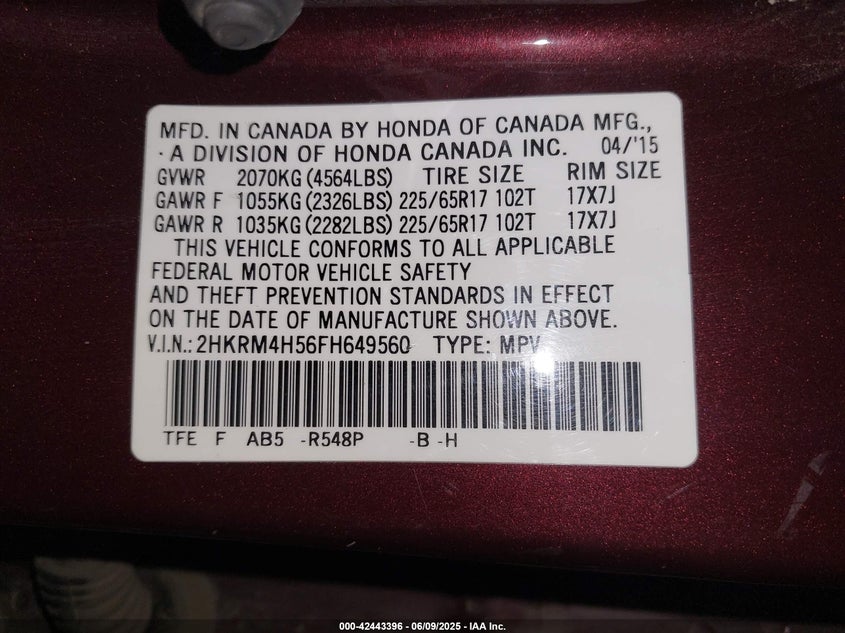 MFD. IN CANADA BY HONDA OF CANADA MFG.,
·A DIVISION OF HONDA CANADA INC. 04/'15
GVWR 2070KG (4564LBS) TIRE SIZE RIM SIZE
GAWR F 1055KG (2326LBS) 225/65R17 102T 17X7J
GAWR R 1035KG (2282LBS) 225/65R17 102T 17X7J
THIS VEHICLE CONFORMS TO ALL APPLICABLE
FEDERAL MOTOR VEHICLE SAFETY
AND THEFT PREVENTION STANDARDS IN EFFECT
ON THE DATE OF MANUFACTURE SHOWN ABOVE.
V.I.N.: 2HKRM4H56FH649560 TYPE: MPV
TFE F AB5 -R548P -B -H
000-42443396 - 06/09/2025 - IAA Inc.